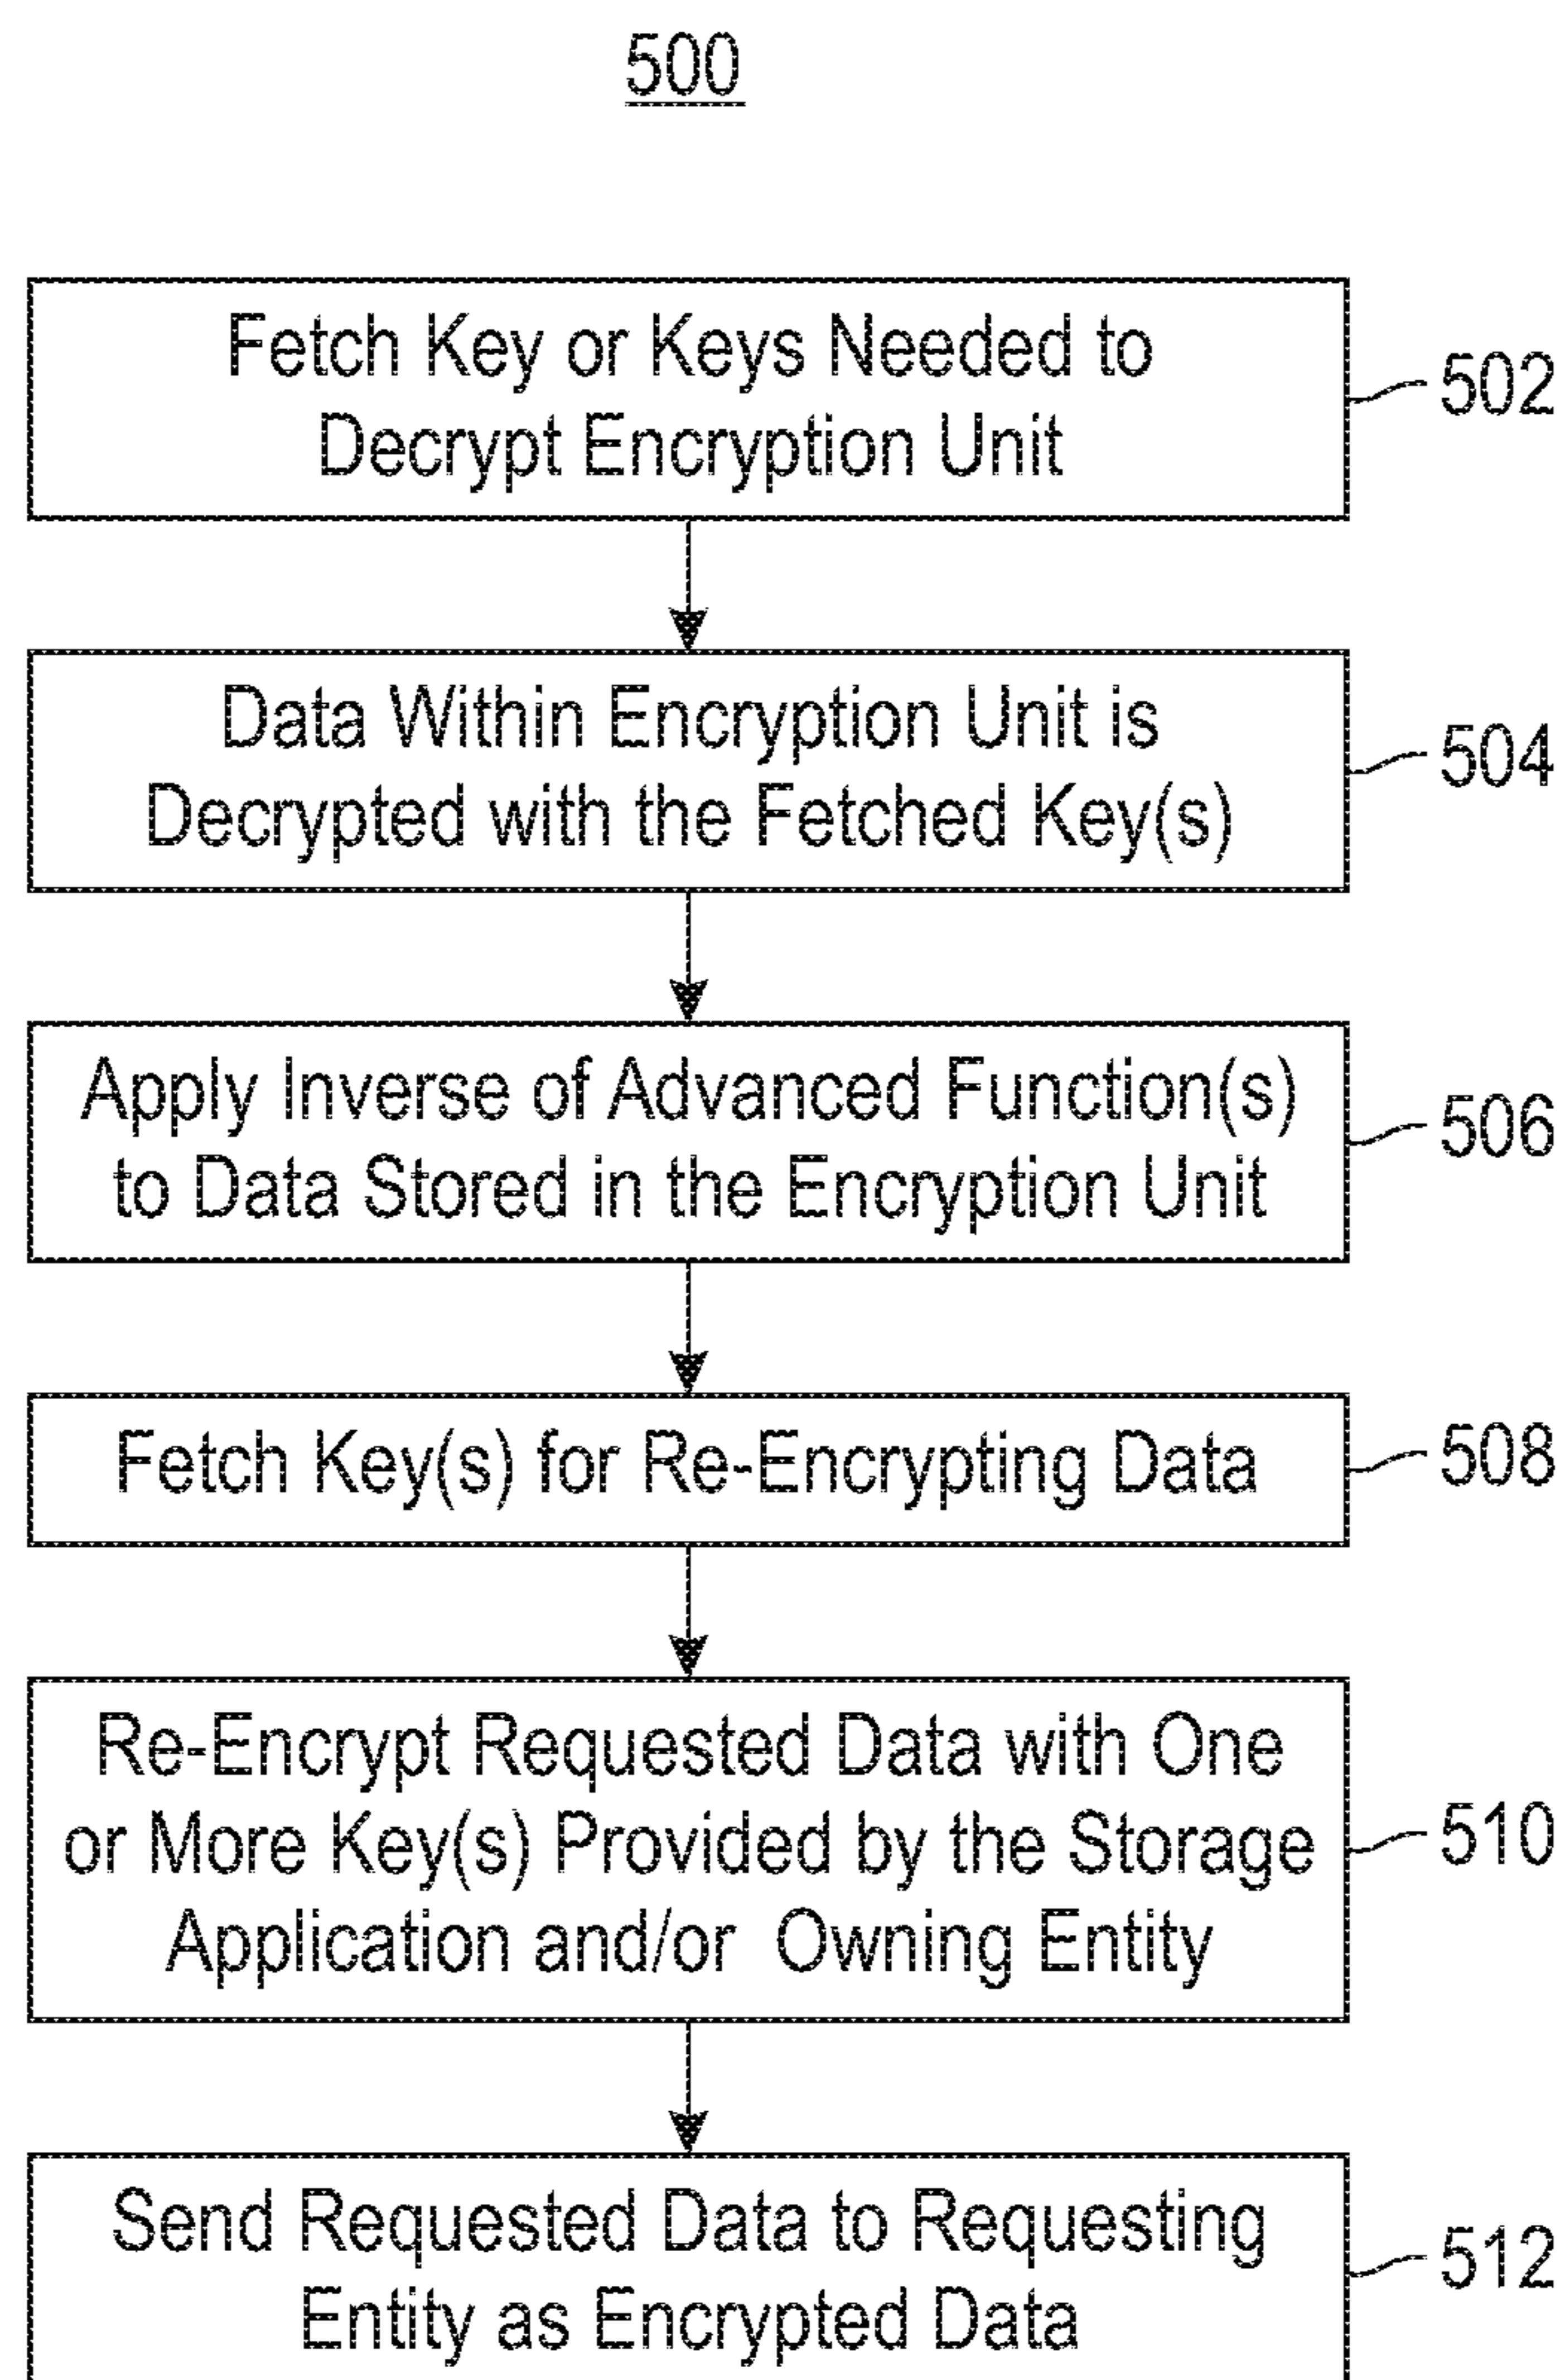 500
Fetch Key or Keys Needed to
Decrypt Encryption Unit
502
Data Within Encryption Unit is
Decrypted with the Fetched Key(s)
504
Apply Inverse of Advanced Function(s)
to Data Stored in the Encryption Unit
506
Fetch Key(s) for Re-Encrypting Data
508
Re-Encrypt Requested Data with One
or More Key(s) Provided by the Storage
Application and/or Owning Entity
510
Send Requested Data to Requesting
Entity as Encrypted Data
512